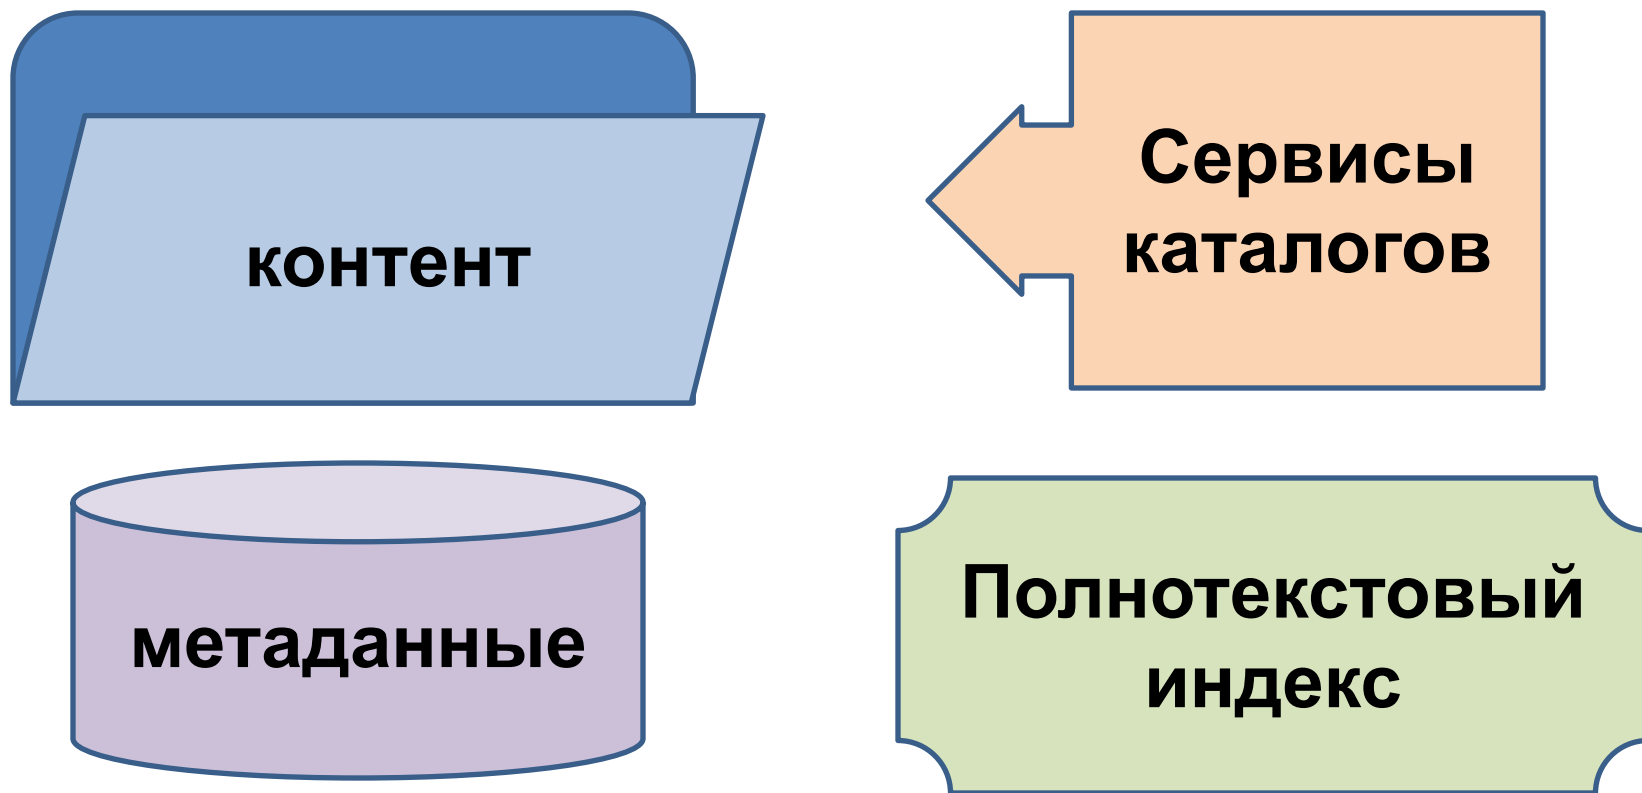 контент
Сервисы
каталогов
метаданные
Полнотекстовый
индекс